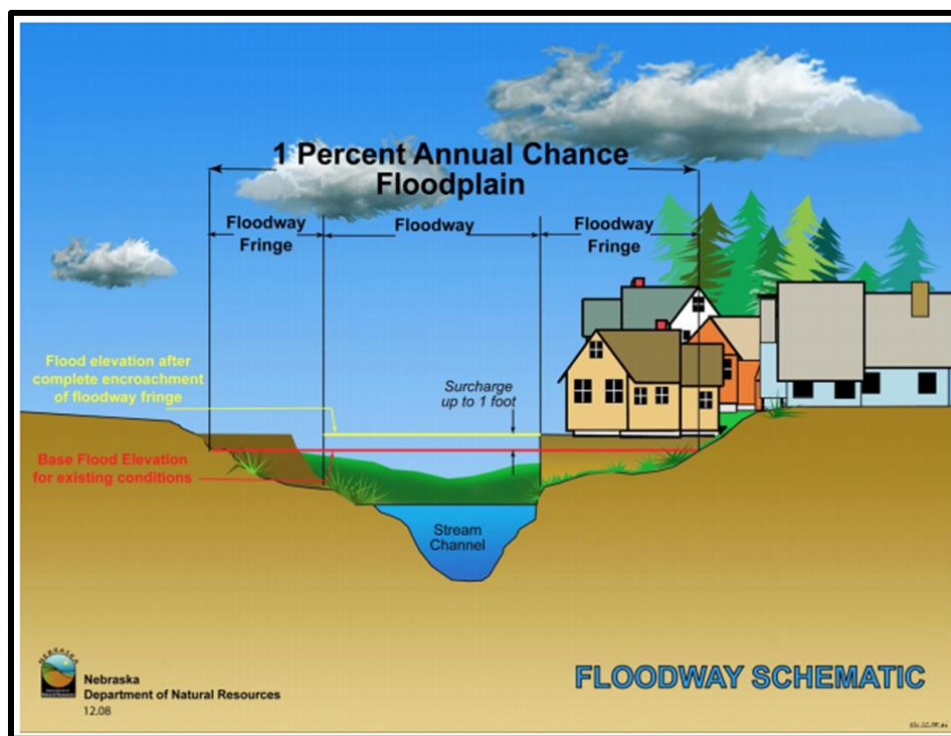 1 Percent Annual Chance
Floodplain
Floodway
Fringe
Floodway
Floodway
Fringe
Flood elevation after
complete encroachment
of floodway fringe
Surcharge
up to 1 foot
Base Flood Elevation
for existing conditions
Stream
Channel
NEBRASKA
Nebraska
Department of Natural Resources
12.08
FLOODWAY SCHEMATIC